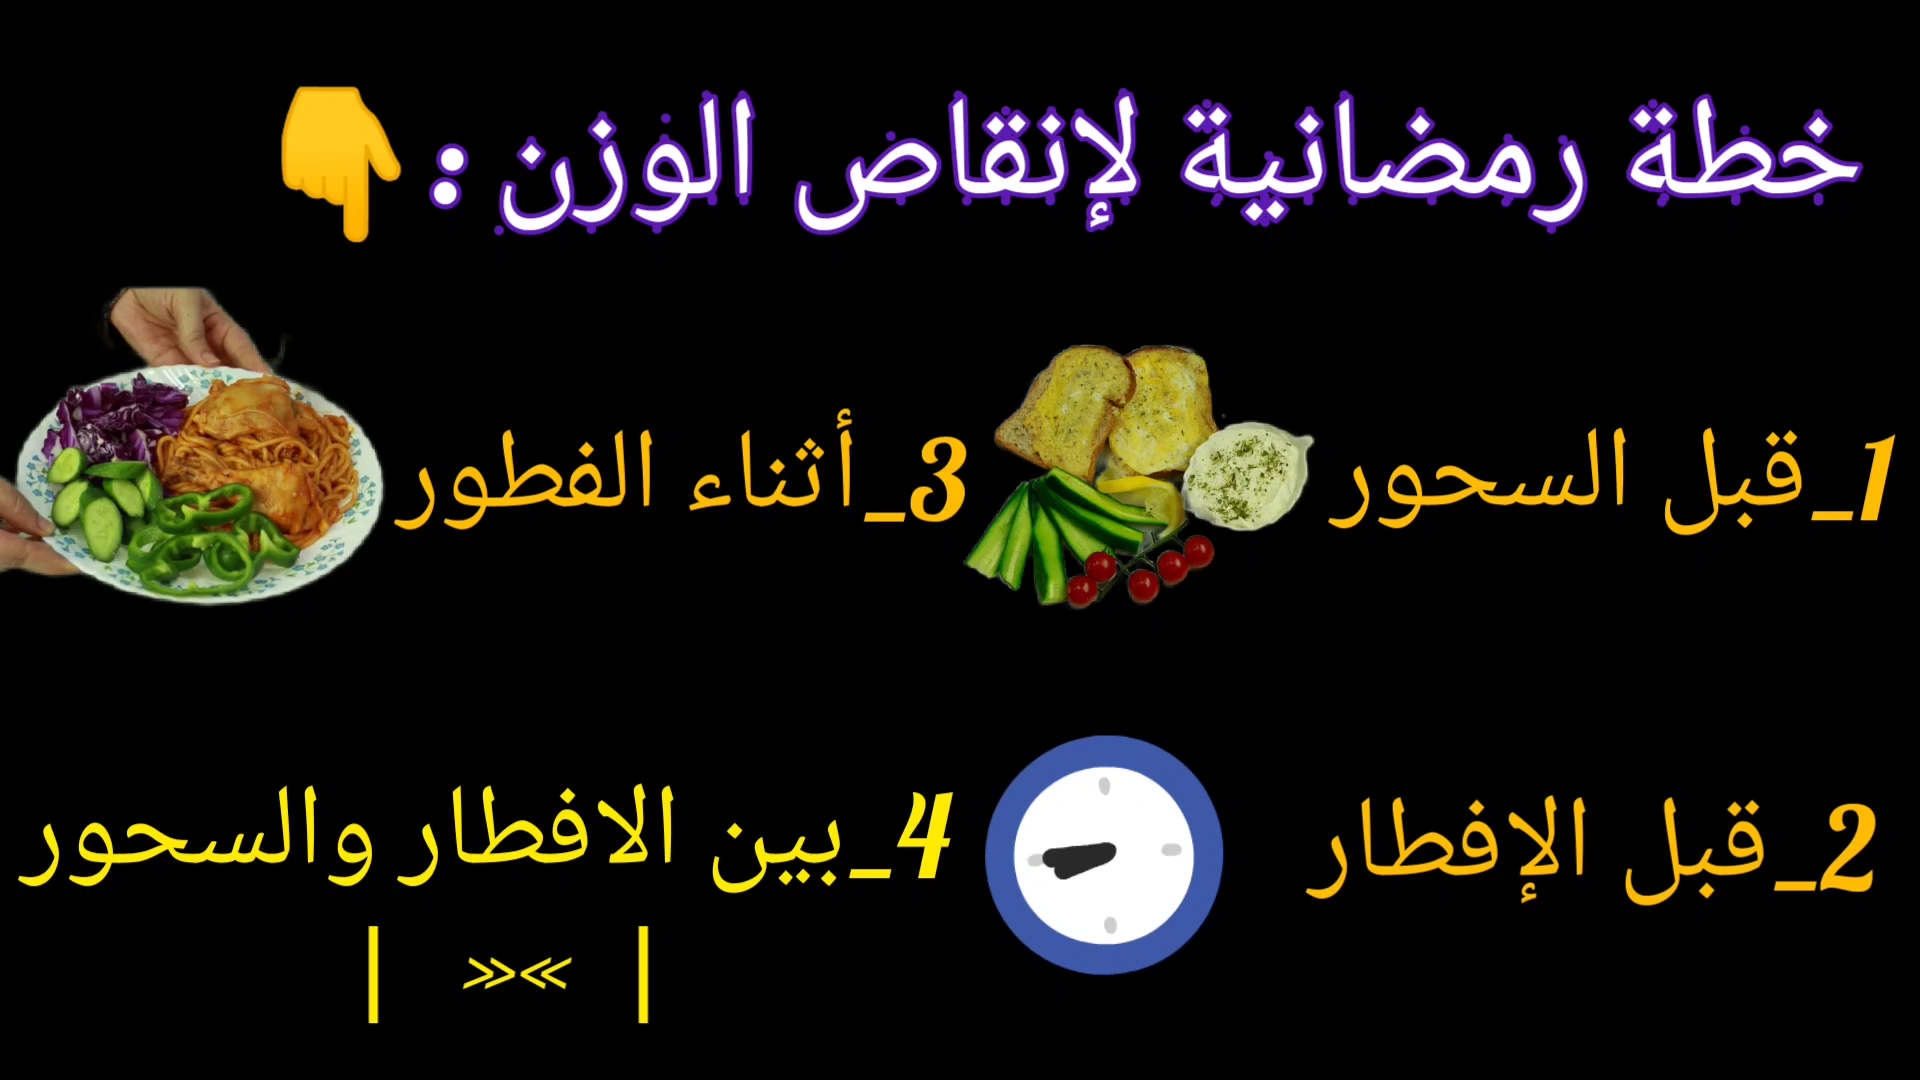 خطة رمضانية لإنقاص الوزن :
1_قبل السحور
2_قبل الإفطار
3_أثناء الفطور
4_بين الافطار والسحور
| »« |